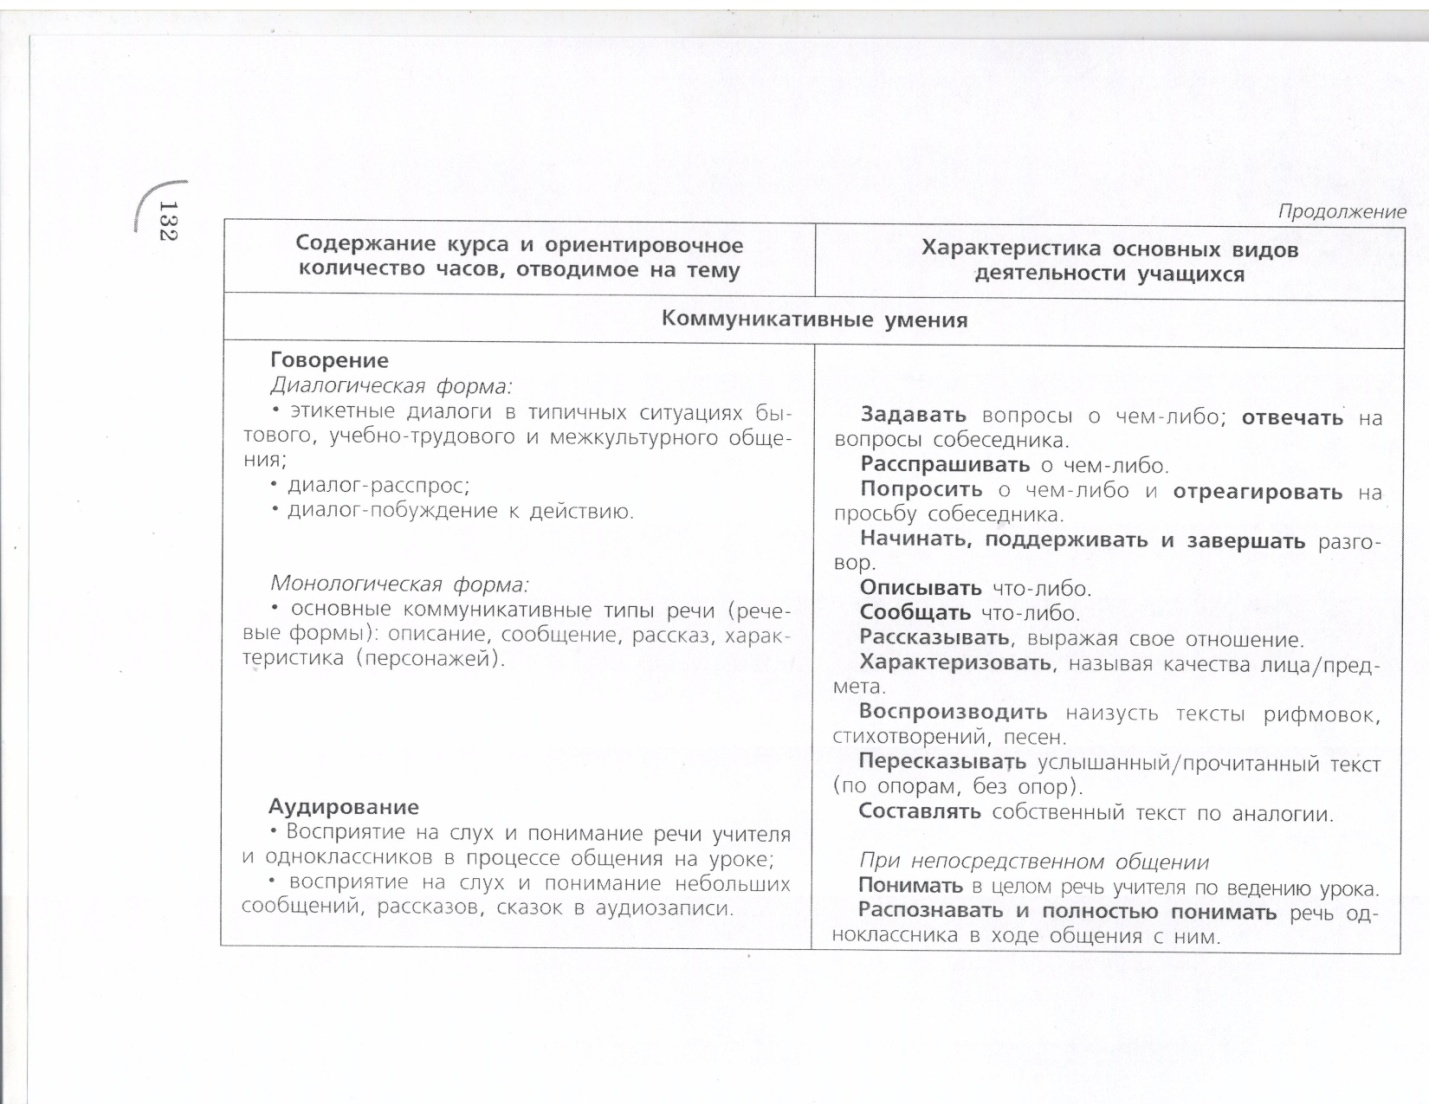 132
Продолжение
Содержание курса и ориентировочное
количество часов, отводимое на тему
Характеристика основных видов
деятельности учащихся
Коммуникативные умения
Говорение
Диалогическая форма:
• этикетные диалоги в типичных ситуациях бы-
тового, учебно-трудового и межкультурного обще-
ния;
• диалог-расспрос;
• диалог-побуждение к действию.
Монологическая форма:
• основные коммуникативные типы речи (рече-
вые формы): описание, сообщение, рассказ, харак-
теристика (персонажей).
Аудирование
• Восприятие на слух и понимание речи учителя
и одноклассников в процессе общения на уроке;
• восприятие на слух и понимание небольших
сообщений, рассказов, сказок в аудиозаписи.
Задавать вопросы о чем-либо; отвечать на
вопросы собеседника.
Расспрашивать о чем-либо.
Попросить о чем-либо и отреагировать на
просьбу собеседника.
Начинать, поддерживать и завершать разго-
вор.
Описывать что-либо.
Сообщать что-либо.
Рассказывать, выражая свое отношение.
Характеризовать, называя качества лица/пред-
мета.
Воспроизводить наизусть тексты рифмовок,
стихотворений, песен.
Пересказывать услышанный/прочитанный текст
(по опорам, без опор).
Составлять собственный текст по аналогии.
При непосредственном общении
Понимать в целом речь учителя по ведению урока.
Распознавать и полностью понимать речь од-
ноклассника в ходе общения с ним.